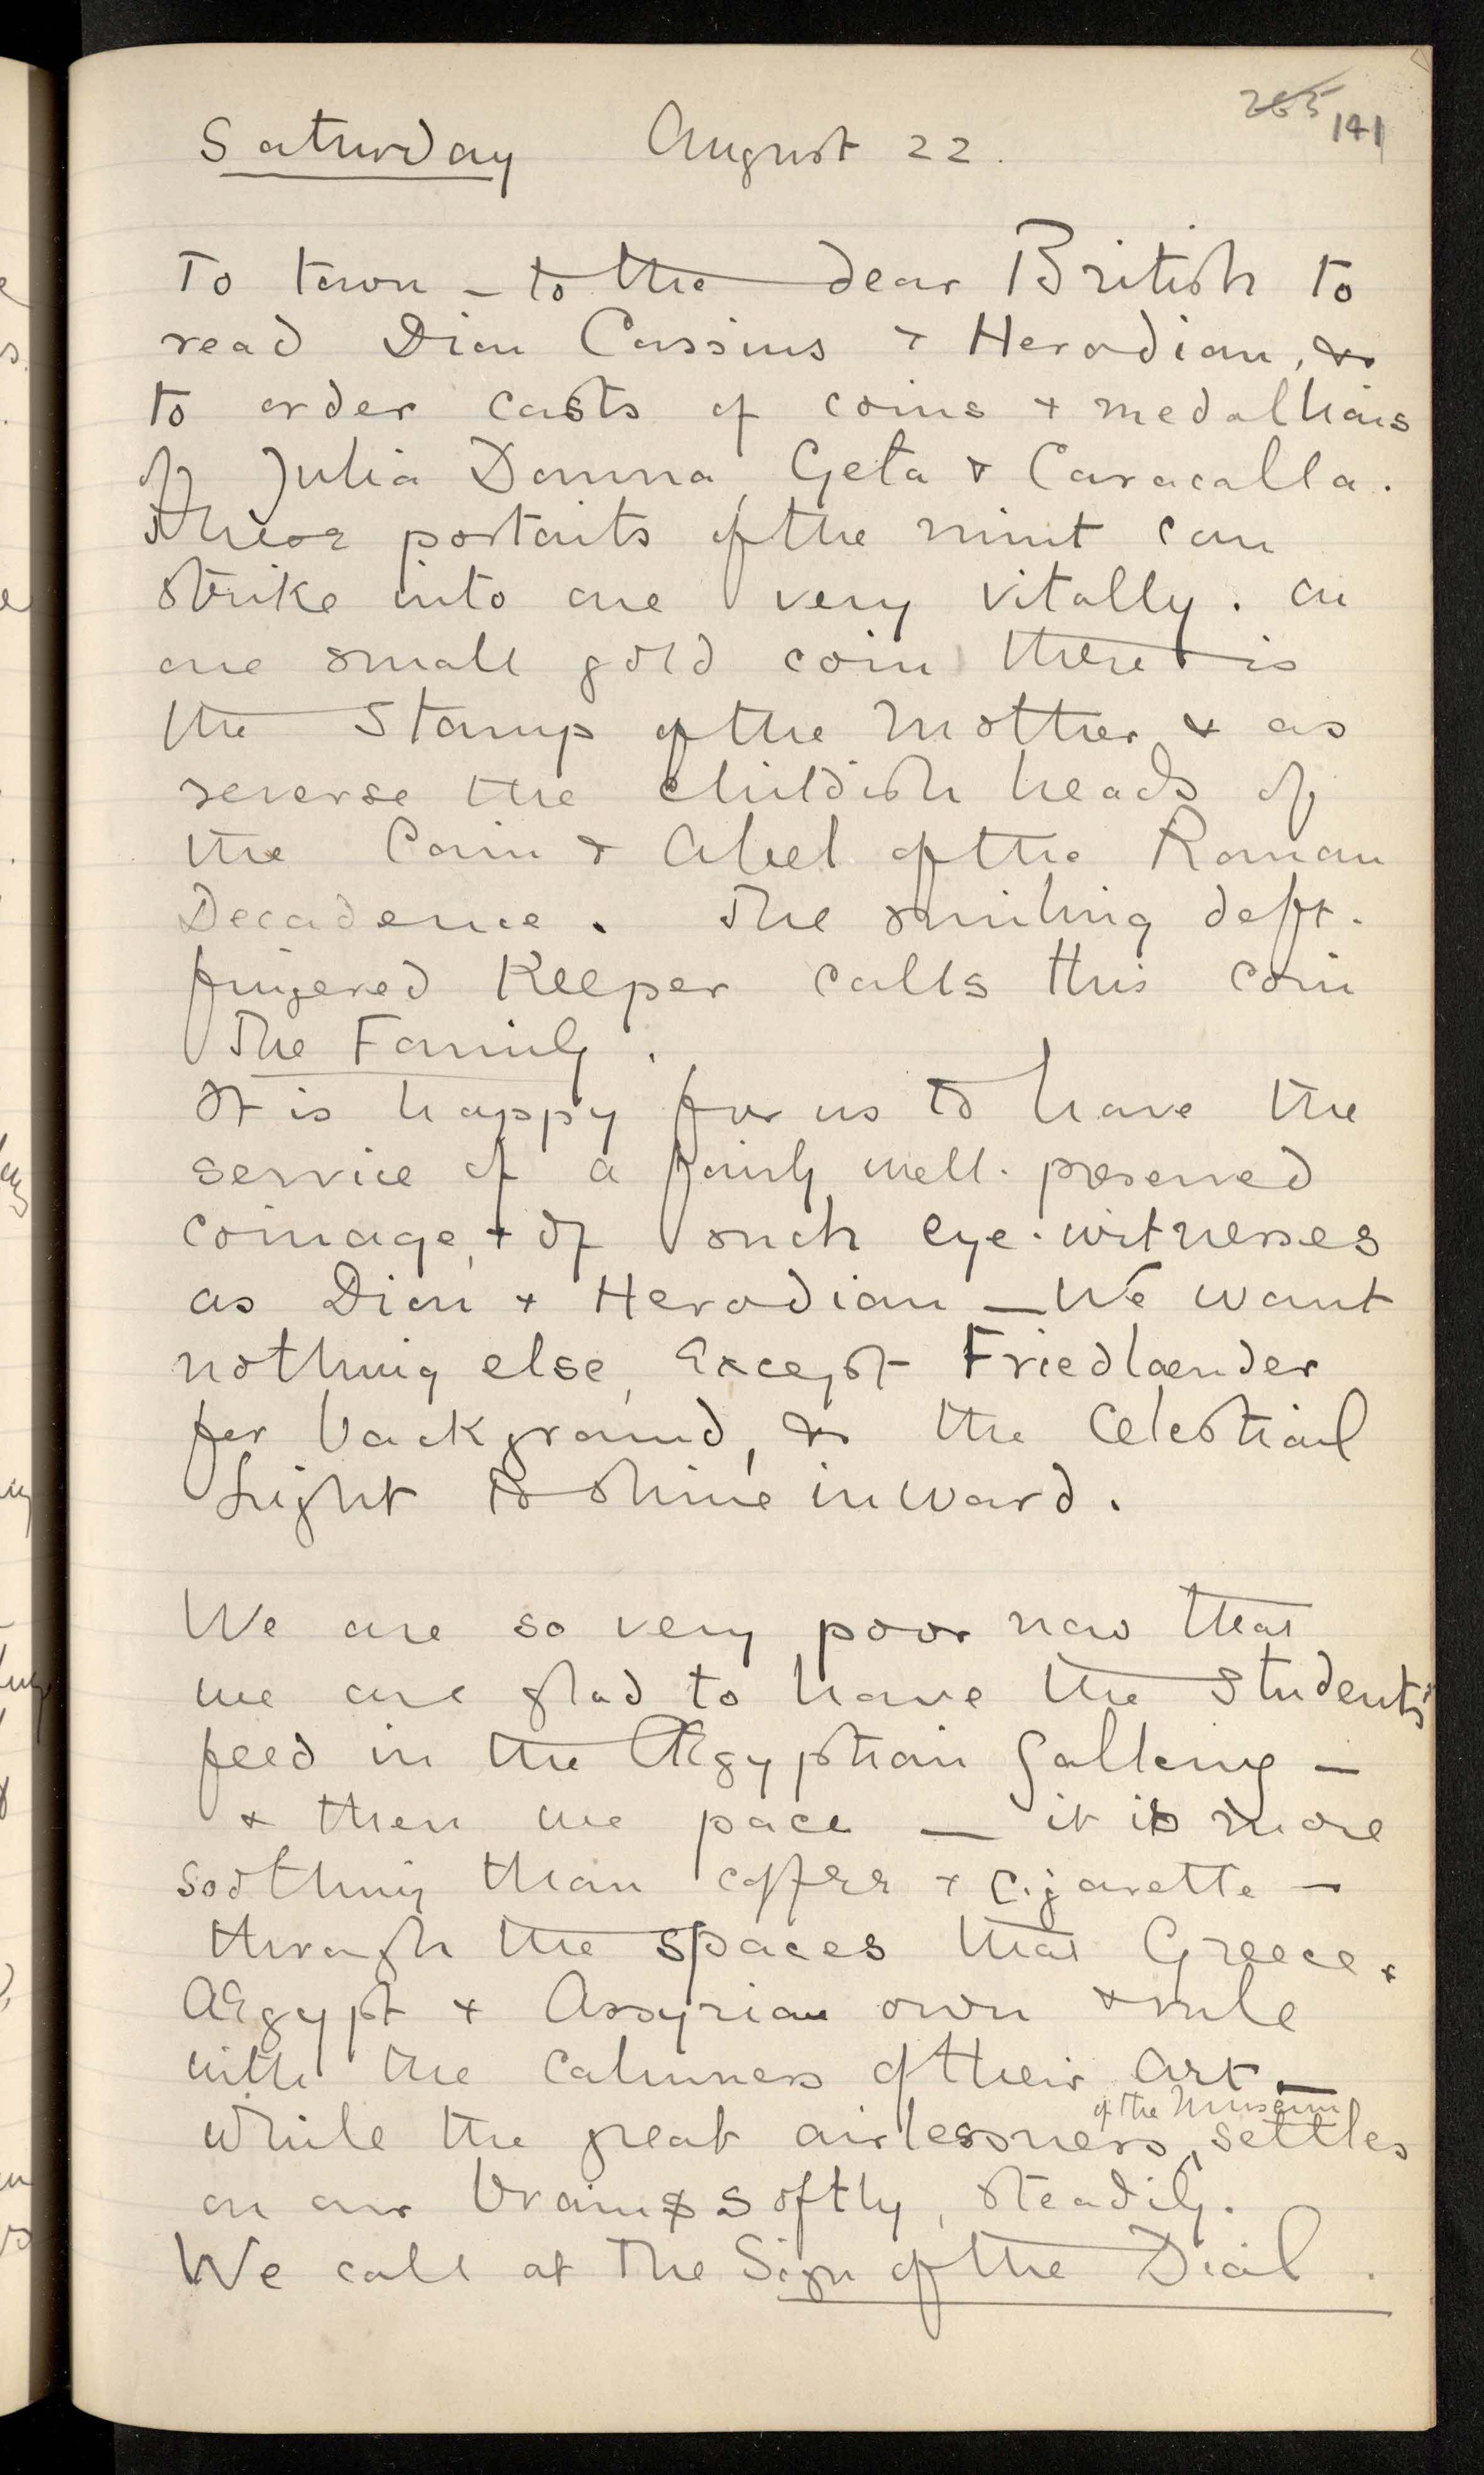 265 141
Saturday August 22.
To town – to the dear British to
read Dion Cassius & Herodian, &
to order casts of coins & medallions
of Julia Domna, Geta & Caracalla.
These portaits of the mint can
strike into one very vitally. On
one small gold coin there is
the Stamp of the Mother & as
reverse the childish heads of
the Cain & Abel of the Roman
Decadence. The smiling deft-
fingered Keeper calls this coin
The Family.
It is happy for us to have the
service of a fairly well-preserved
coinage, & of such eye-witnesses
as Dion & Herodian – We want
nothing else, except Friedlaender
for background, & the Celestial
Light to shine inward.
We are so very poor now that
we are glad to have the Students'
feed in the Ægyptian Gallery –
& then we pace – it is more
soothing than coffee & cigarette –
through the spaces that Greece &
Ægypt & Assyria own & rule
with the calmness of their art –
of the Museum
while the great airlessness settles
on our brains softly, steadily.
We call at The Sign of the Dial.